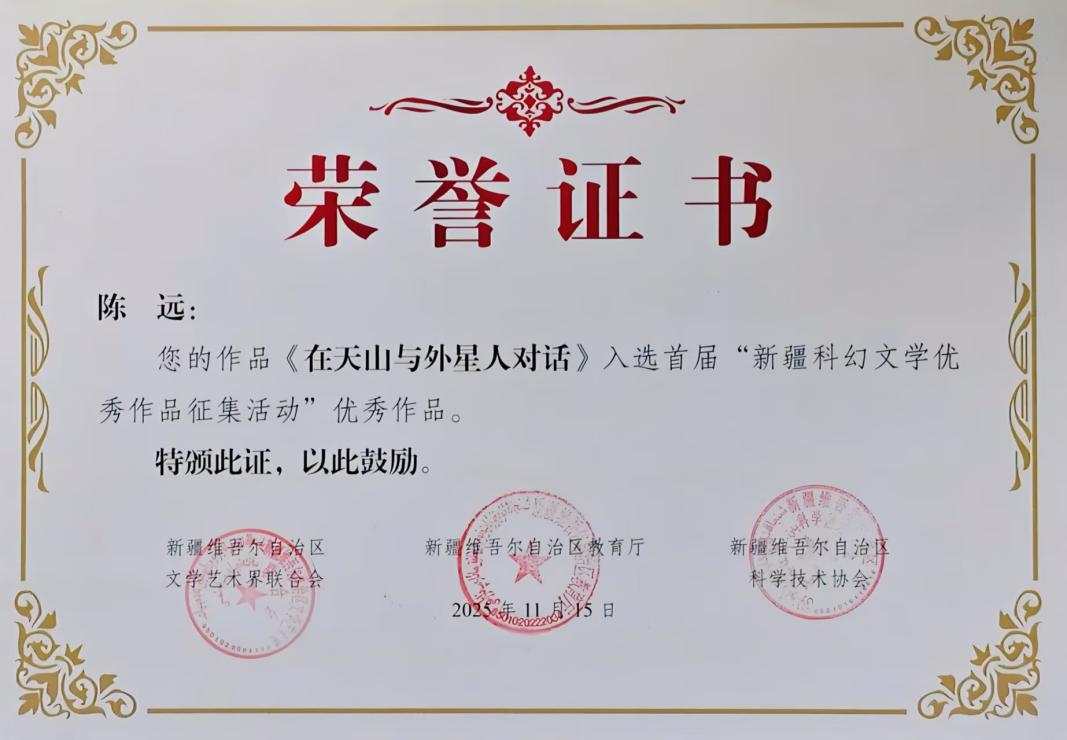 荣誉证书
陈 远：
您的作品《在天山与外星人对话》入选首届“新疆科幻文学优
秀作品征集活动”优秀作品。
特颁此证，以此鼓励。
新疆维吾尔自治区
文学艺术界联合会
新疆维吾尔自治区教育厅
新疆维吾尔自治区
科学技术协会
2025年11月15日